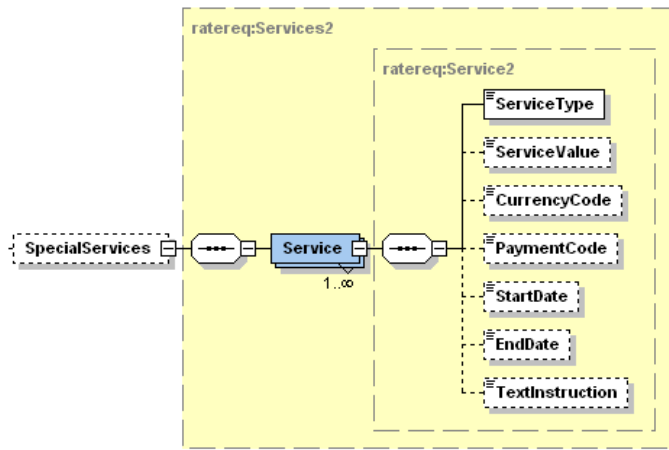 ratereq:Services2
ratereq:Service2
ServiceType
ServiceValue
CurrencyCode
SpecialServices
Service
PaymentCode
1..∞
StartDate
EndDate
TextInstruction